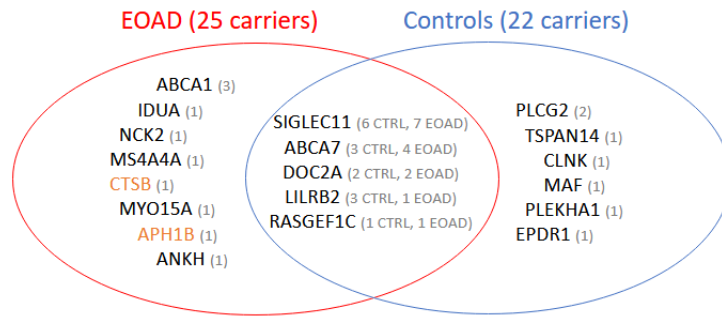 EOAD (25 carriers)
Controls (22 carriers)
ABCA1 (3)
IDUA (1)
NCK2 (1)
MS4A4A (1)
CTSB (1)
MYO15A (1)
APH1B (1)
ANKH (1)
SIGLEC11 (6 CTRL, 7 EOAD)
ABCA7 (3 CTRL, 4 EOAD)
DOC2A (2 CTRL, 2 EOAD)
LILRB2 (3 CTRL, 1 EOAD)
RASGEF1C (1 CTRL, 1 EOAD)
PLCG2 (2)
TSPAN14 (1)
CLNK (1)
MAF (1)
PLEKHA1 (1)
EPDR1 (1)